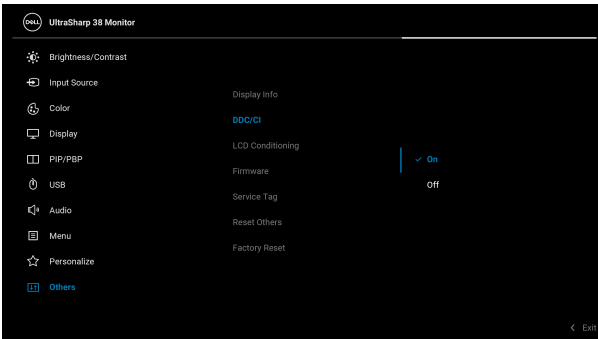 DELL UltraSharp 38 Monitor
Brightness/Contrast
Input Source
Color
Display
PIP/PBP
USB
Audio
Menu
Personalize
Others
Display Info
DDC/CI
LCD Conditioning
Firmware
Service Tag
Reset Others
Factory Reset
On
Off
Exit